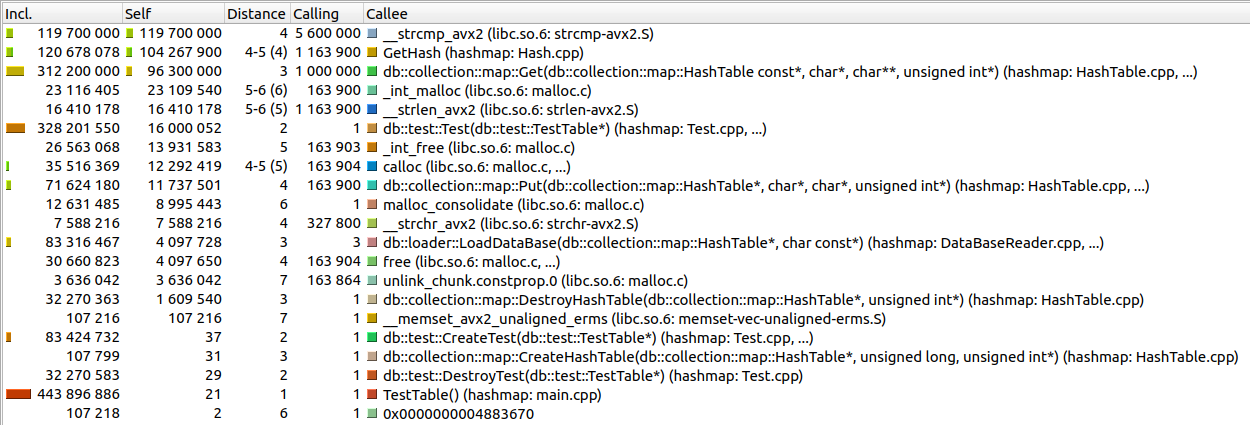 Incl. Self Distance Calling Callee
119 700 000 119 700 000 4 5 600 000 __strcmp_avx2 (libc.so.6: strcmp-avx2.S)
120 678 078 104 267 900 4-5 (4) 1 163 900 GetHash (hashmap: Hash.cpp)
312 200 000 96 300 000 3 1 000 000 db::collection::map::Get(db::collection::map::HashTable const*, char*, char**, unsigned int*) (hashmap: HashTable.cpp, ...)
23 116 405 23 109 540 5-6 (6) 163 900 _int_malloc (libc.so.6: malloc.c)
16 410 178 16 410 178 5-6 (5) 1 163 900 __strlen_avx2 (libc.so.6: strlen-avx2.S)
328 201 550 16 000 052 2 1 db::test::Test(db::test::TestTable*) (hashmap: Test.cpp, ...)
26 563 068 13 931 583 5 163 903 _int_free (libc.so.6: malloc.c)
35 516 369 12 292 419 4-5 (5) 163 904 calloc (libc.so.6: malloc.c, ...)
71 624 180 11 737 501 4 163 900 db::collection::map::Put(db::collection::map::HashTable*, char*, char*, unsigned int*) (hashmap: HashTable.cpp, ...)
12 631 485 8 995 443 6 1 malloc_consolidate (libc.so.6: malloc.c)
7 588 216 7 588 216 4 327 800 __strchr_avx2 (libc.so.6: strchr-avx2.S)
83 316 467 4 097 728 3 3 db::loader::LoadDataBase(db::collection::map::HashTable*, char const*) (hashmap: DataBaseReader.cpp, ...)
30 660 823 4 097 650 4 163 904 free (libc.so.6: malloc.c, ...)
3 636 042 3 636 042 7 163 864 unlink_chunk.constprop.0 (libc.so.6: malloc.c)
32 270 363 1 609 540 3 1 db::collection::map::DestroyHashTable(db::collection::map::HashTable*, unsigned int*) (hashmap: HashTable.cpp)
107 216 107 216 7 1 __memset_avx2_unaligned_erms (libc.so.6: memset-vec-unaligned-erms.S)
83 424 732 37 2 1 db::test::CreateTest(db::test::TestTable*) (hashmap: Test.cpp, ...)
107 799 31 3 1 db::collection::map::CreateHashTable(db::collection::map::HashTable*, unsigned long, unsigned int*) (hashmap: HashTable.cpp)
32 270 583 29 2 1 db::test::DestroyTest(db::test::TestTable*) (hashmap: Test.cpp)
443 896 886 21 1 1 TestTable() (hashmap: main.cpp)
107 218 2 6 1 0x0000000004883670